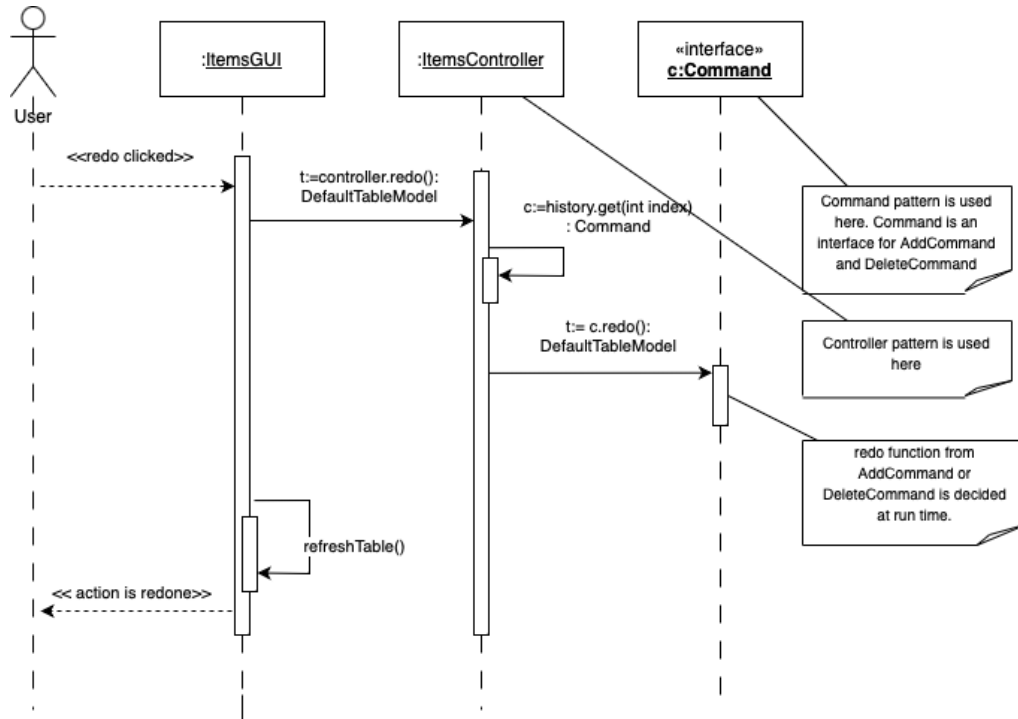 :ItemsGUI
:ItemsController
«interface»
c:Command
User
<<redo clicked>>
t:=controller.redo():
DefaultTableModel
c:=history.get(int index)
: Command
Command pattern is used
here. Command is an
interface for AddCommand
and DeleteCommand
t:= c.redo():
DefaultTableModel
Controller pattern is used
here
redo function from
AddCommand or
DeleteCommand is decided
at run time.
refreshTable()
<< action is redone>>